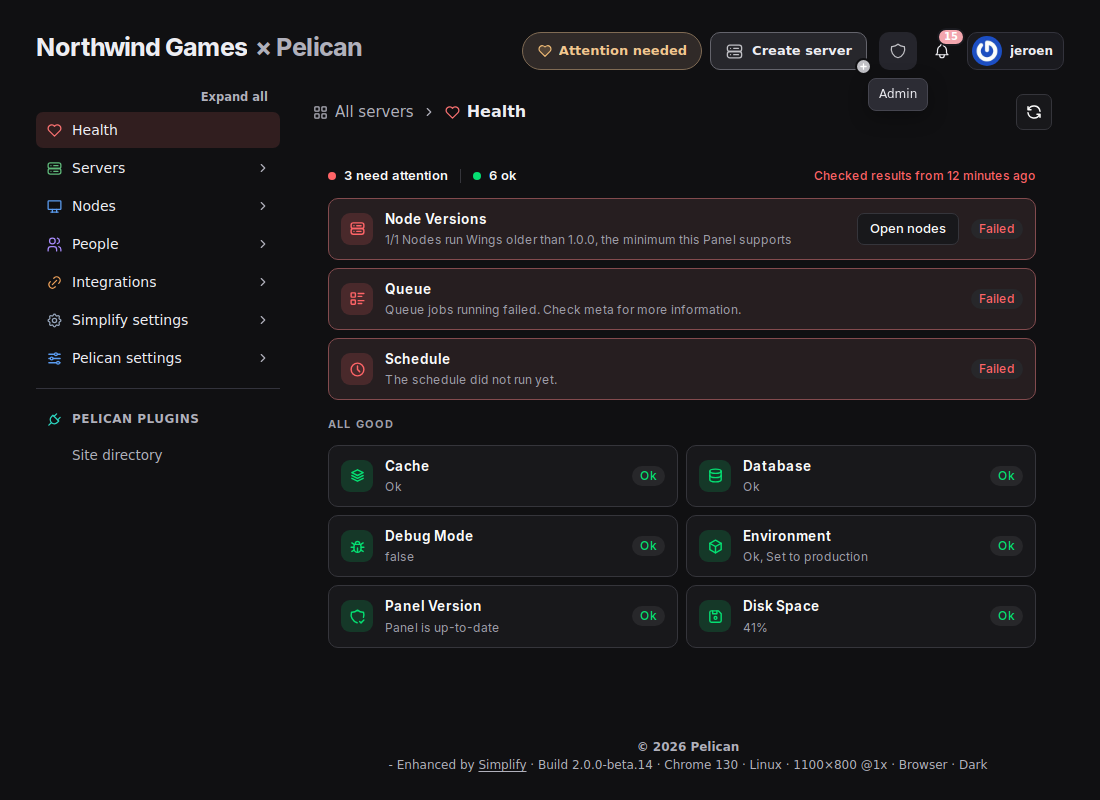 Northwind Games × Pelican
Attention needed
Create server
15
jeroen
Admin
Expand all
Health
Servers
Nodes
People
Integrations
Simplify settings
Pelican settings
PELICAN PLUGINS
Site directory
All servers > Health
3 need attention
6 ok
Checked results from 12 minutes ago
Node Versions
1/1 Nodes run Wings older than 1.0.0, the minimum this Panel supports
Open nodes
Failed
Queue
Queue jobs running failed. Check meta for more information.
Failed
Schedule
The schedule did not run yet.
Failed
ALL GOOD
Cache
Ok
Ok
Database
Ok
Ok
Debug Mode
false
Ok
Environment
Ok, Set to production
Ok
Panel Version
Panel is up-to-date
Ok
Disk Space
41%
Ok
© 2026 Pelican
- Enhanced by Simplify · Build 2.0.0-beta.14 · Chrome 130 · Linux · 1100×800 @1x · Browser · Dark